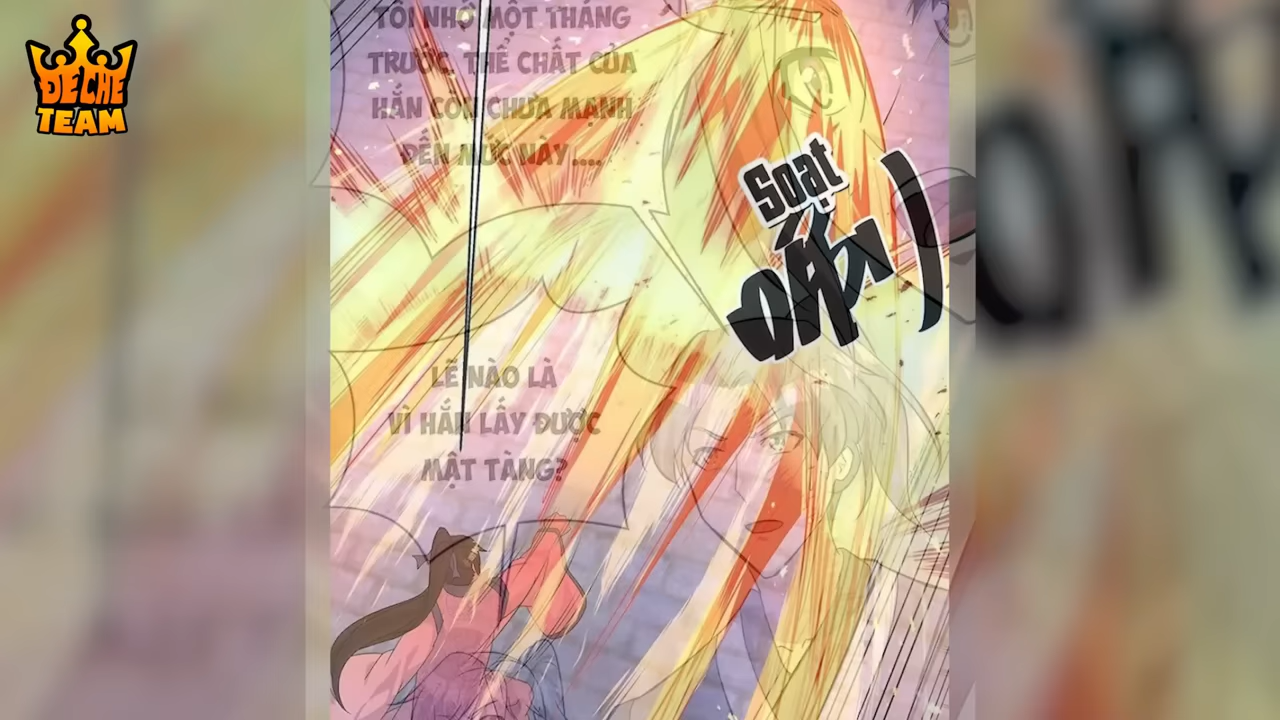 ĐẾ CHẾ
TEAM
TÔI NHỚ MỘT THÁNG
TRƯỚC, THỂ CHẤT CỦA
HẮN CÒN CHƯA MẠNH
ĐẾN MỨC NÀY....
Soạt
LẼ NÀO LÀ
VÌ HẮN LẤY ĐƯỢC
MẬT TÀNG?